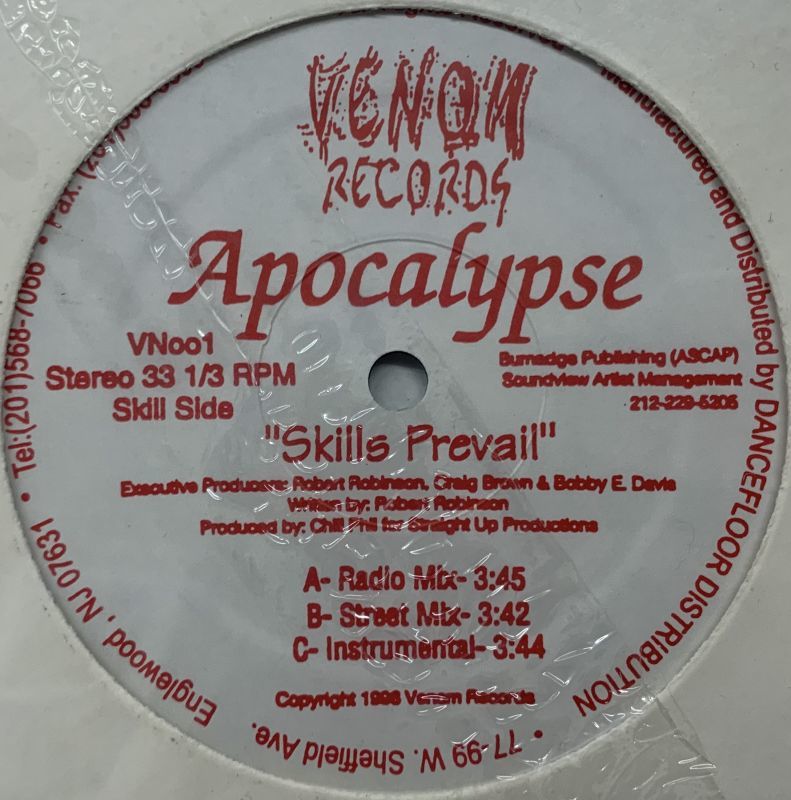 VENOM
RECORDS
Apocalypse
VNoo1
Stereo 33 1/3 RPM
Skill Side
Burnadge Publishing (ASCAP)
Soundview Artist Management
212-229-5205
"Skills Prevail"
Executive Producers: Robert Robinson, Craig Brown & Bobby E. Davis
Written by: Robert Robinson
Produced by: Chill Phil for Straight Up Productions
A- Radio Mix- 3:45
B- Street Mix- 3:42
C- Instrumental- 3:44
Copyright 1996 Venom Records
Manufactured and Distributed by DANCEFLOOR DISTRIBUTION
• 77-99 W. Sheffield Ave.
Englewood, NJ 07631 • Tel:(201)568-7066 • Fax: